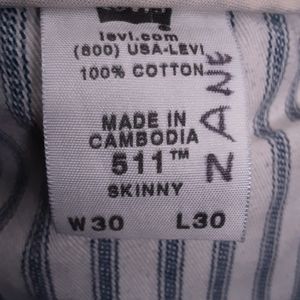 levi.com
(800) USA-LEVI
100% COTTON
MADE IN
CAMBODIA
511™
SKINNY
W30 L30
ZANE